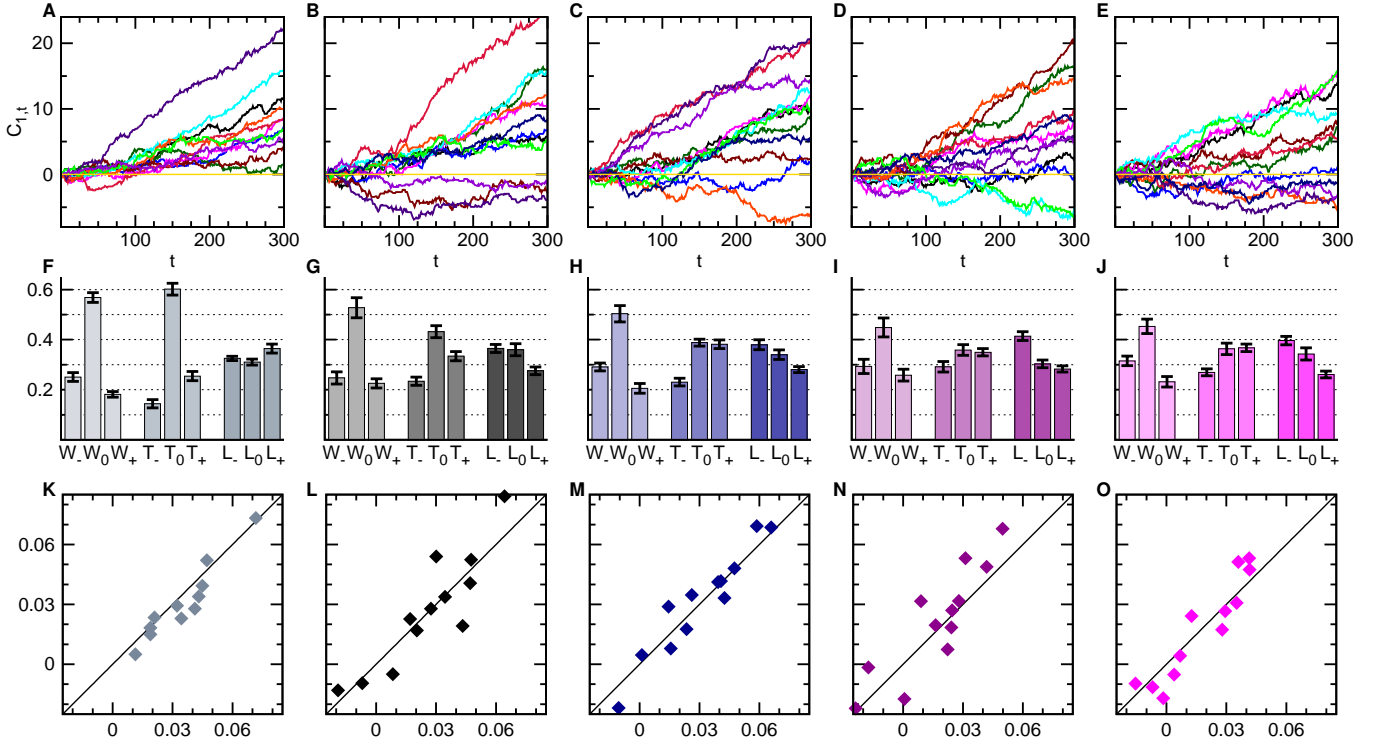 A B C D E
20
10
0
C1,t
100 200 300 100 200 300 100 200 300 100 200 300 100 200 300
t t t t t
F G H I J
0.6
0.4
0.2
W- W0 W+ T- T0 T+ L- L0 L+ W- W0 W+ T- T0 T+ L- L0 L+ W- W0 W+ T- T0 T+ L- L0 L+ W- W0 W+ T- T0 T+ L- L0 L+ W- W0 W+ T- T0 T+ L- L0 L+
K L M N O
0.06
0.03
0
0 0.03 0.06 0 0.03 0.06 0 0.03 0.06 0 0.03 0.06 0 0.03 0.06